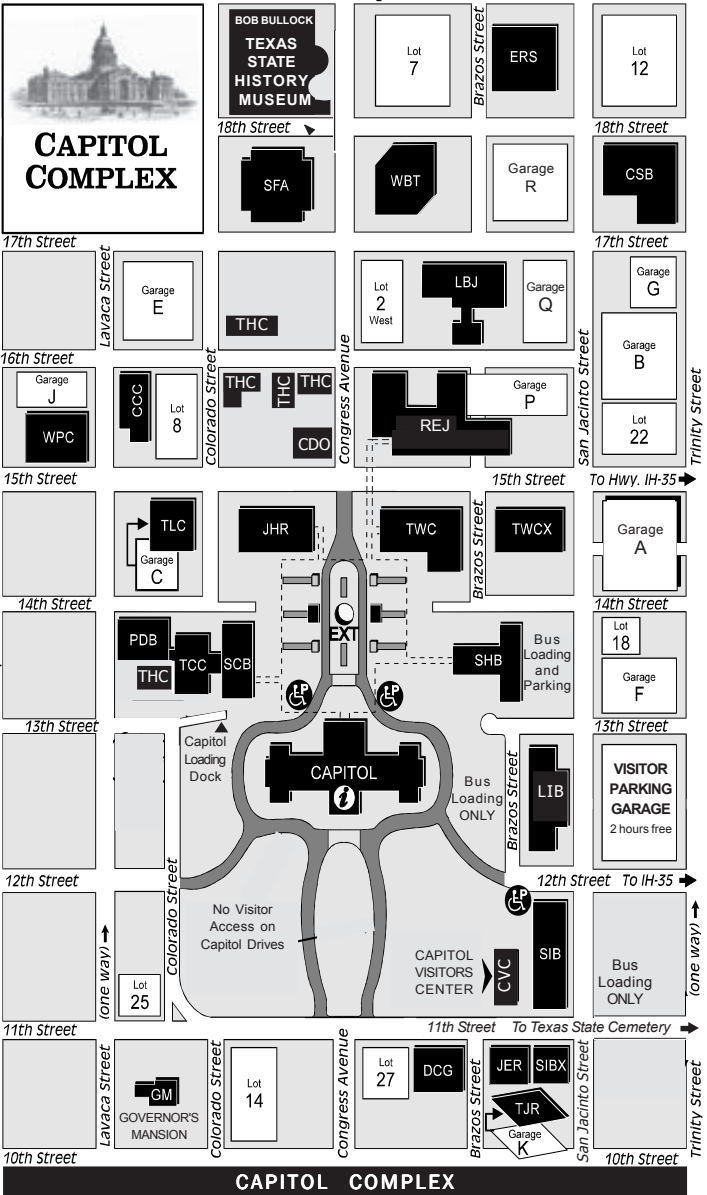 BOB BULLOCK
TEXAS
STATE
HISTORY
MUSEUM
Lot
7
Brazos Street
ERS
Lot
12
CAPITOL
COMPLEX
18th Street
18th Street
SFA
WBT
Garage
R
CSB
17th Street
17th Street
Lavaca Street
Garage
E
THC
Lot
2
West
LBJ
Garage
Q
Garage
G
Garage
B
16th Street
Garage
J
WPC
CCC
Lot
8
Colorado Street
THC
THC
THC
CDO
Congress Avenue
REJ
Garage
P
San Jacinto Street
Lot
22
Trinity Street
15th Street
15th Street
To Hwy. IH-35
TLC
Garage
C
JHR
TWC
Brazos Street
TWCX
Garage
A
14th Street
14th Street
EXT
PDB
TCC
SCB
THC
SHB
Bus
Loading
and
Parking
Lot
18
Garage
F
P
P
13th Street
13th Street
Capitol
Loading
Dock
CAPITOL
i
Bus
Loading
ONLY
Brazos Street
LIB
VISITOR
PARKING
GARAGE
2 hours free
12th Street
12th Street
To IH-35
P
Colorado Street
No Visitor
Access on
Capitol Drives
(one way)
Lot
25
CAPITOL
VISITORS
CENTER
CVC
SIB
Bus
Loading
ONLY
(one way)
11th Street
11th Street
To Texas State Cemetery
Lavaca Street
GM
GOVERNOR'S
MANSION
Colorado Street
Lot
14
Congress Avenue
Lot
27
DCG
Brazos Street
JER
SIBX
TJR
Garage
K
San Jacinto Street
Trinity Street
10th Street
10th Street
CAPITOL COMPLEX